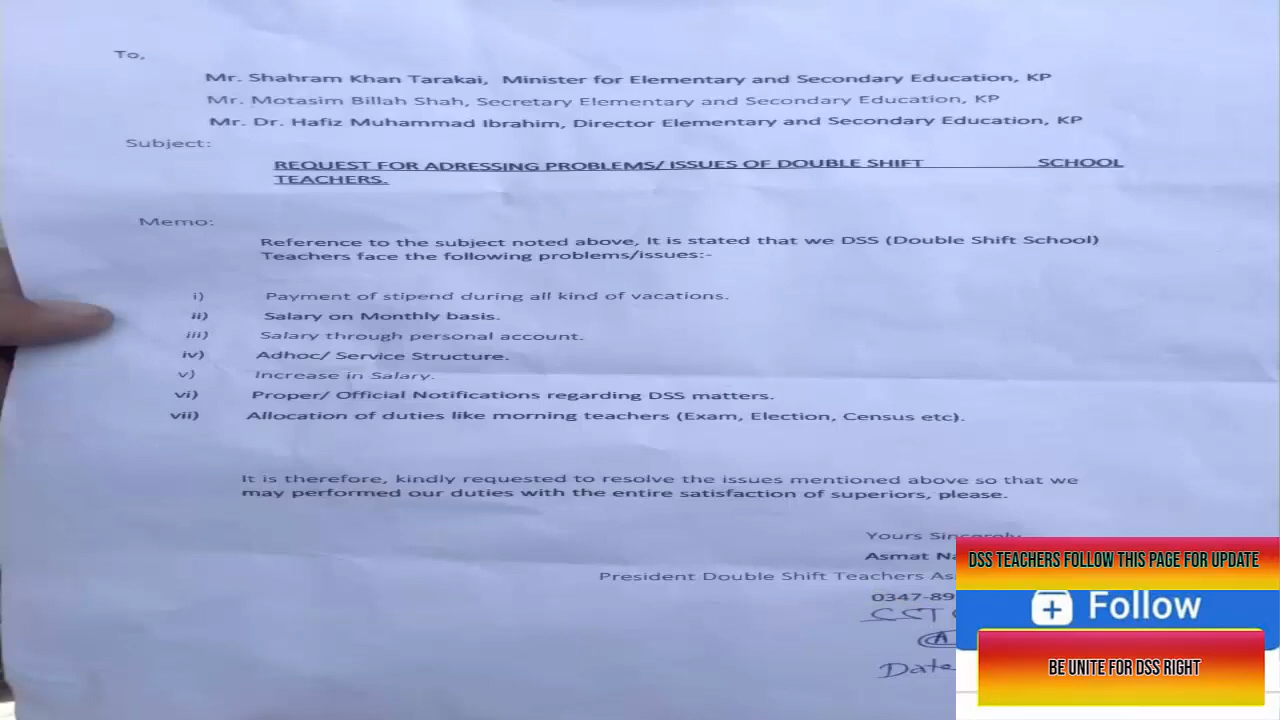 To,
Mr. Shahram Khan Tarakai, Minister for Elementary and Secondary Education, KP
Mr. Motasim Billah Shah, Secretary Elementary and Secondary Education, KP
Mr. Dr. Hafiz Muhammad Ibrahim, Director Elementary and Secondary Education, KP
Subject:
REQUEST FOR ADRESSING PROBLEMS/ ISSUES OF DOUBLE SHIFT SCHOOL
TEACHERS.
Memo:
Reference to the subject noted above, It is stated that we DSS (Double Shift School)
Teachers face the following problems/issues:-
i) Payment of stipend during all kind of vacations.
ii) Salary on Monthly basis.
iii) Salary through personal account.
iv) Adhoc/ Service Structure.
v) Increase in Salary.
vi) Proper/ Official Notifications regarding DSS matters.
vii) Allocation of duties like morning teachers (Exam, Election, Census etc).
It is therefore, kindly requested to resolve the issues mentioned above so that we
may performed our duties with the entire satisfaction of superiors, please.
Yours Sincerely
Asmat
President Double Shift Teachers
0347-89
SST
Date
DSS TEACHERS FOLLOW THIS PAGE FOR UPDATE
Follow
BE UNITE FOR DSS RIGHT